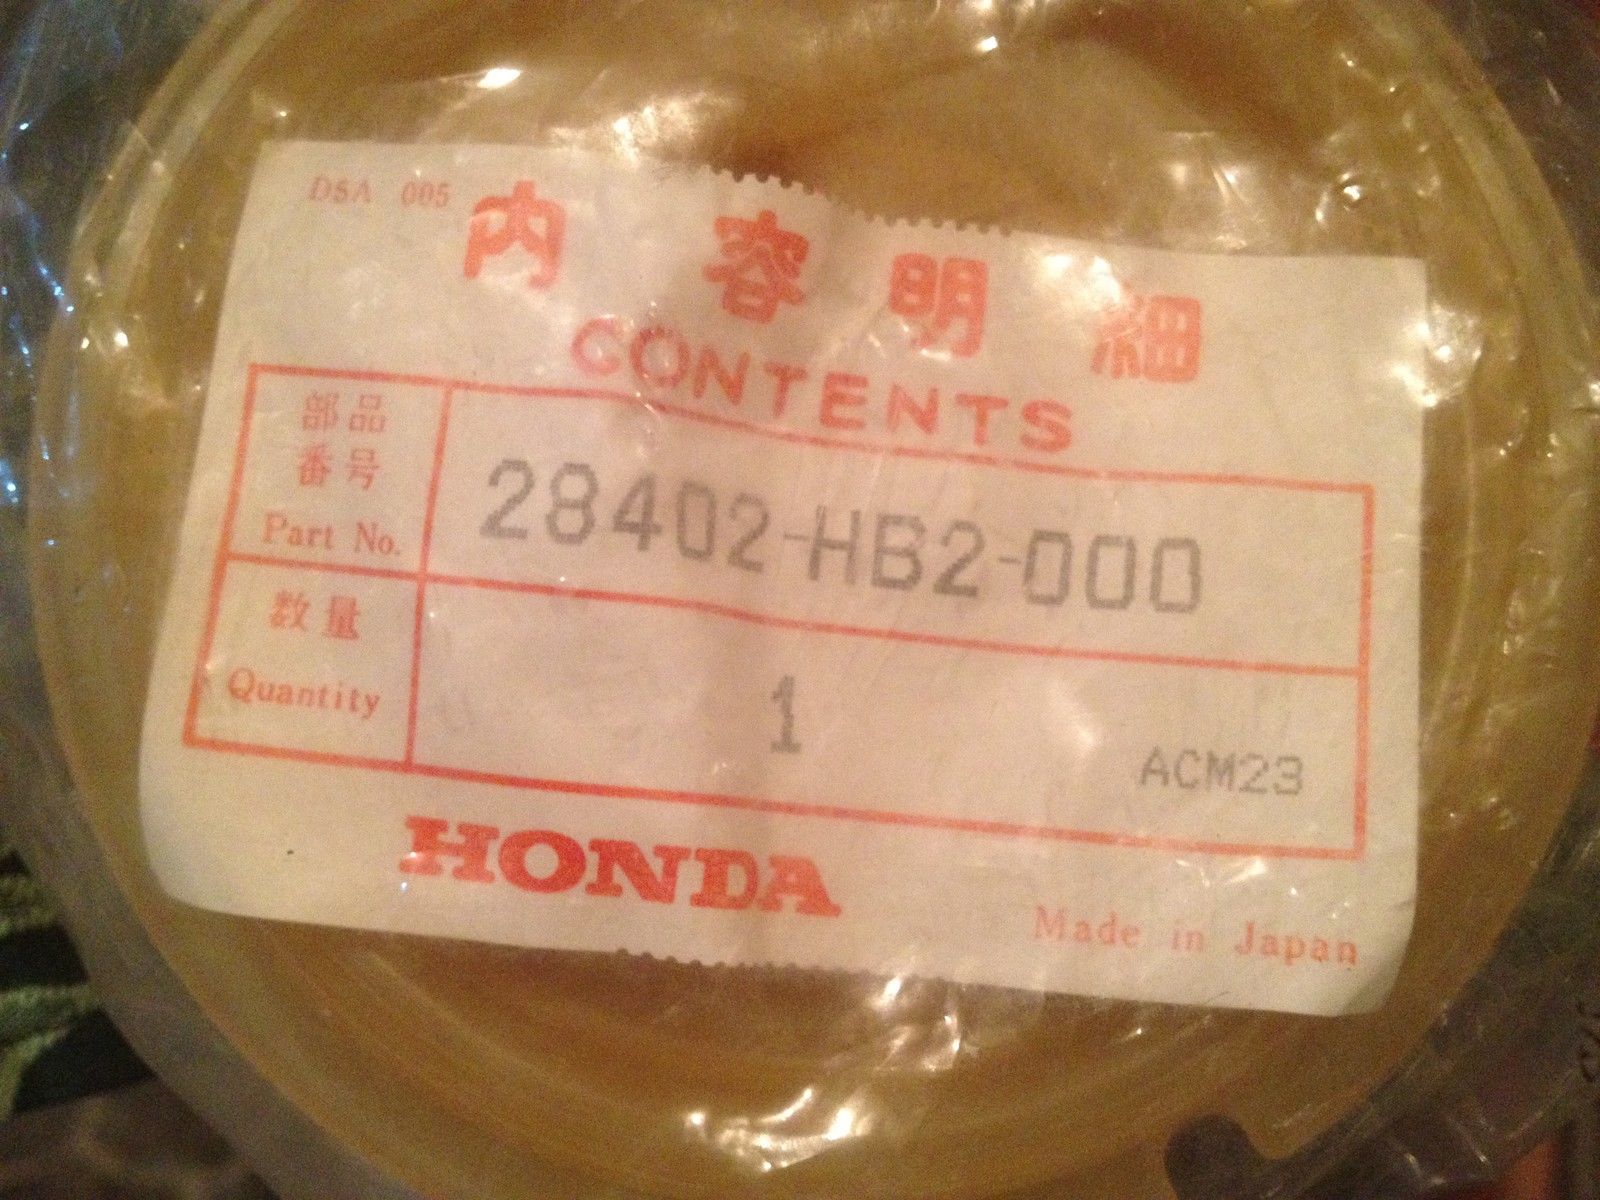 DSA 005
内容明細
CONTENTS
部品
番号
Part No.
28402-HB2-000
数量
Quantity
1
ACM23
HONDA
Made in Japan